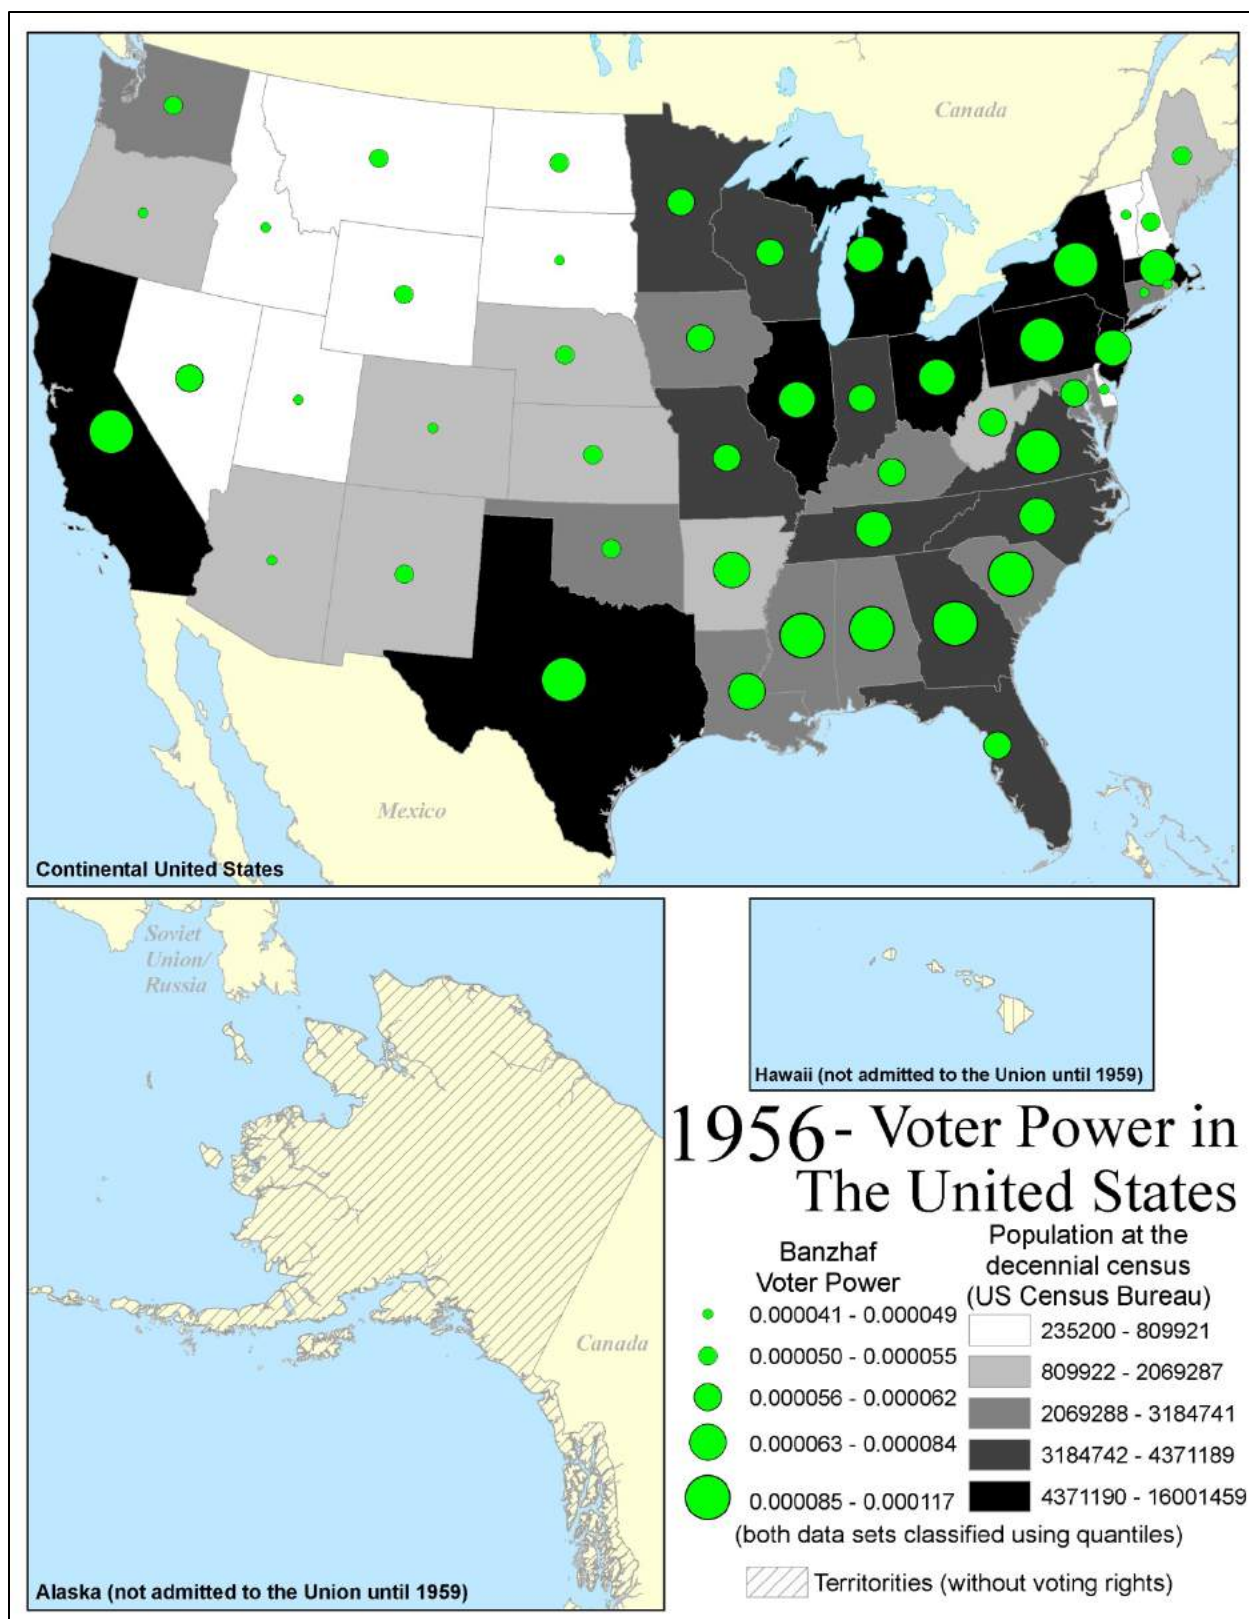 Canada
Mexico
Continental United States
Soviet
Union/
Russia
Canada
Alaska (not admitted to the Union until 1959)
Hawaii (not admitted to the Union until 1959)
1956 - Voter Power in
The United States
Banzhaf
Voter Power
0.000041 - 0.000049
0.000050 - 0.000055
0.000056 - 0.000062
0.000063 - 0.000084
0.000085 - 0.000117
Population at the
decennial census
(US Census Bureau)
235200 - 809921
809922 - 2069287
2069288 - 3184741
3184742 - 4371189
4371190 - 16001459
(both data sets classified using quantiles)
Territorities (without voting rights)